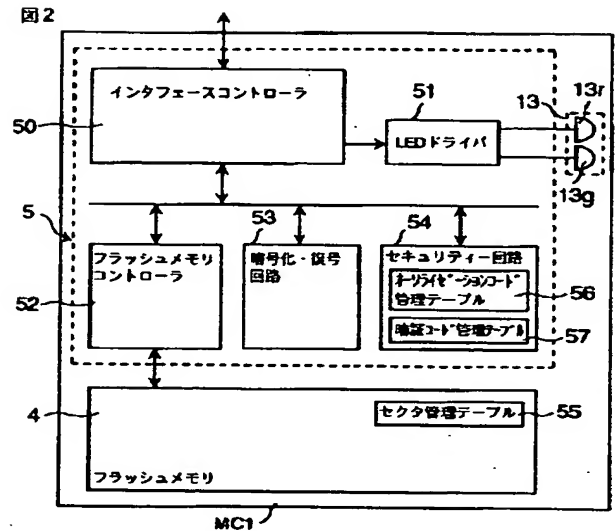 図2
インタフェースコントローラ
50
51
LEDドライバ
13
13r
13g
5
フラッシュメモリ
コントローラ
52
53
暗号化・復号
回路
54
セキュリティー回路
オーソライゼーションコード
管理テーブル
56
暗証コード管理テーブル
57
4
セクタ管理テーブル
55
フラッシュメモリ
MC1